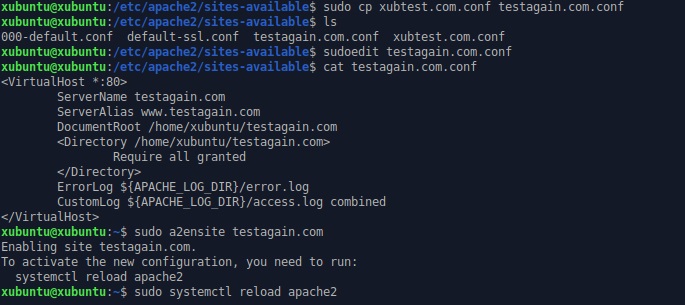 xubuntu@xubuntu:/etc/apache2/sites-available$ sudo cp xubtest.com.conf testagain.com.conf
xubuntu@xubuntu:/etc/apache2/sites-available$ ls
000-default.conf  default-ssl.conf  testagain.com.conf  xubtest.com.conf
xubuntu@xubuntu:/etc/apache2/sites-available$ sudoedit testagain.com.conf
xubuntu@xubuntu:/etc/apache2/sites-available$ cat testagain.com.conf
<VirtualHost *:80>
        ServerName testagain.com
        ServerAlias www.testagain.com
        DocumentRoot /home/xubuntu/testagain.com
        <Directory /home/xubuntu/testagain.com>
                Require all granted
        </Directory>
        ErrorLog ${APACHE_LOG_DIR}/error.log
        CustomLog ${APACHE_LOG_DIR}/access.log combined
</VirtualHost>
xubuntu@xubuntu:~$ sudo a2ensite testagain.com
Enabling site testagain.com.
To activate the new configuration, you need to run:
  systemctl reload apache2
xubuntu@xubuntu:~$ sudo systemctl reload apache2